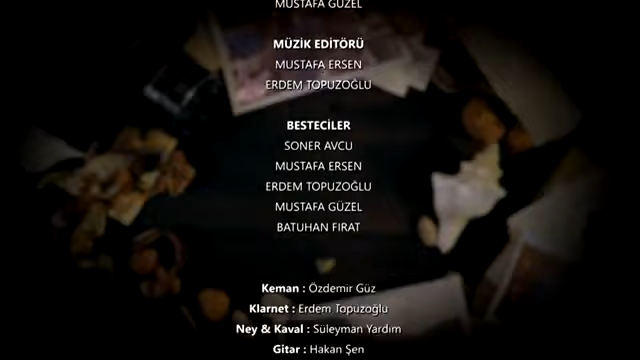 MUSTAFA GÜZEL
MÜZİK EDİTÖRÜ
MUSTAFA ERSEN
ERDEM TOPUZOĞLU
BESTECİLER
SONER AVCU
MUSTAFA ERSEN
ERDEM TOPUZOĞLU
MUSTAFA GÜZEL
BATUHAN FIRAT
Keman : Özdemir Güz
Klarnet : Erdem Topuzoğlu
Ney & Kaval : Süleyman Yardım
Gitar : Hakan Şen